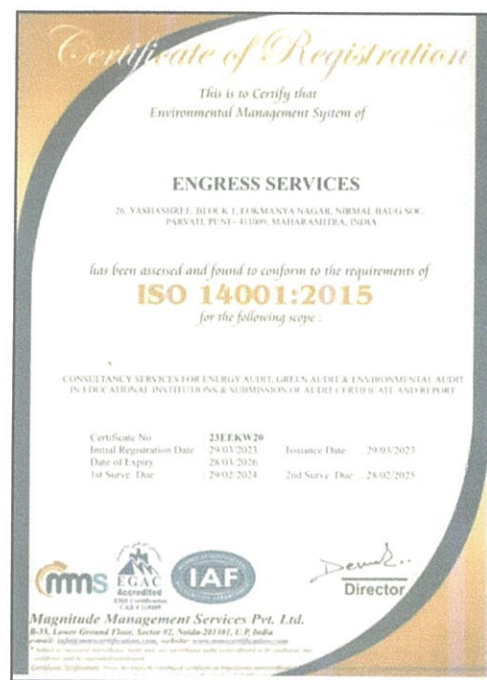 Certificate of Registration
This is to Certify that
Environmental Management System of
ENGRESS SERVICES
26, YASHASHREE, BLOCK 1, LOKMANYA NAGAR, NIRMAL BAUG SOC,
PARVATI, PUNE- 411009, MAHARASHTRA, INDIA
has been assessed and found to conform to the requirements of
ISO 14001:2015
for the following scope :
CONSULTANCY SERVICES FOR ENERGY AUDIT, GREEN AUDIT & ENVIRONMENTAL AUDIT
IN EDUCATIONAL INSTITUTIONS & SUBMISSION OF AUDIT CERTIFICATE AND REPORT
Certificate No : 23EEKW20
Initial Registration Date : 29/03/2023 Issuance Date : 29/03/2023
Date of Expiry : 28/03/2026
1st Surve. Due : 29/02/2024 2nd Surve. Due : 28/02/2025
mms
EGAC
Accredited
EMS Certification
IAF
Director
Magnitude Management Services Pvt. Ltd.
B-35, Lower Ground Floor, Sector 02, Noida-201301, U.P, India